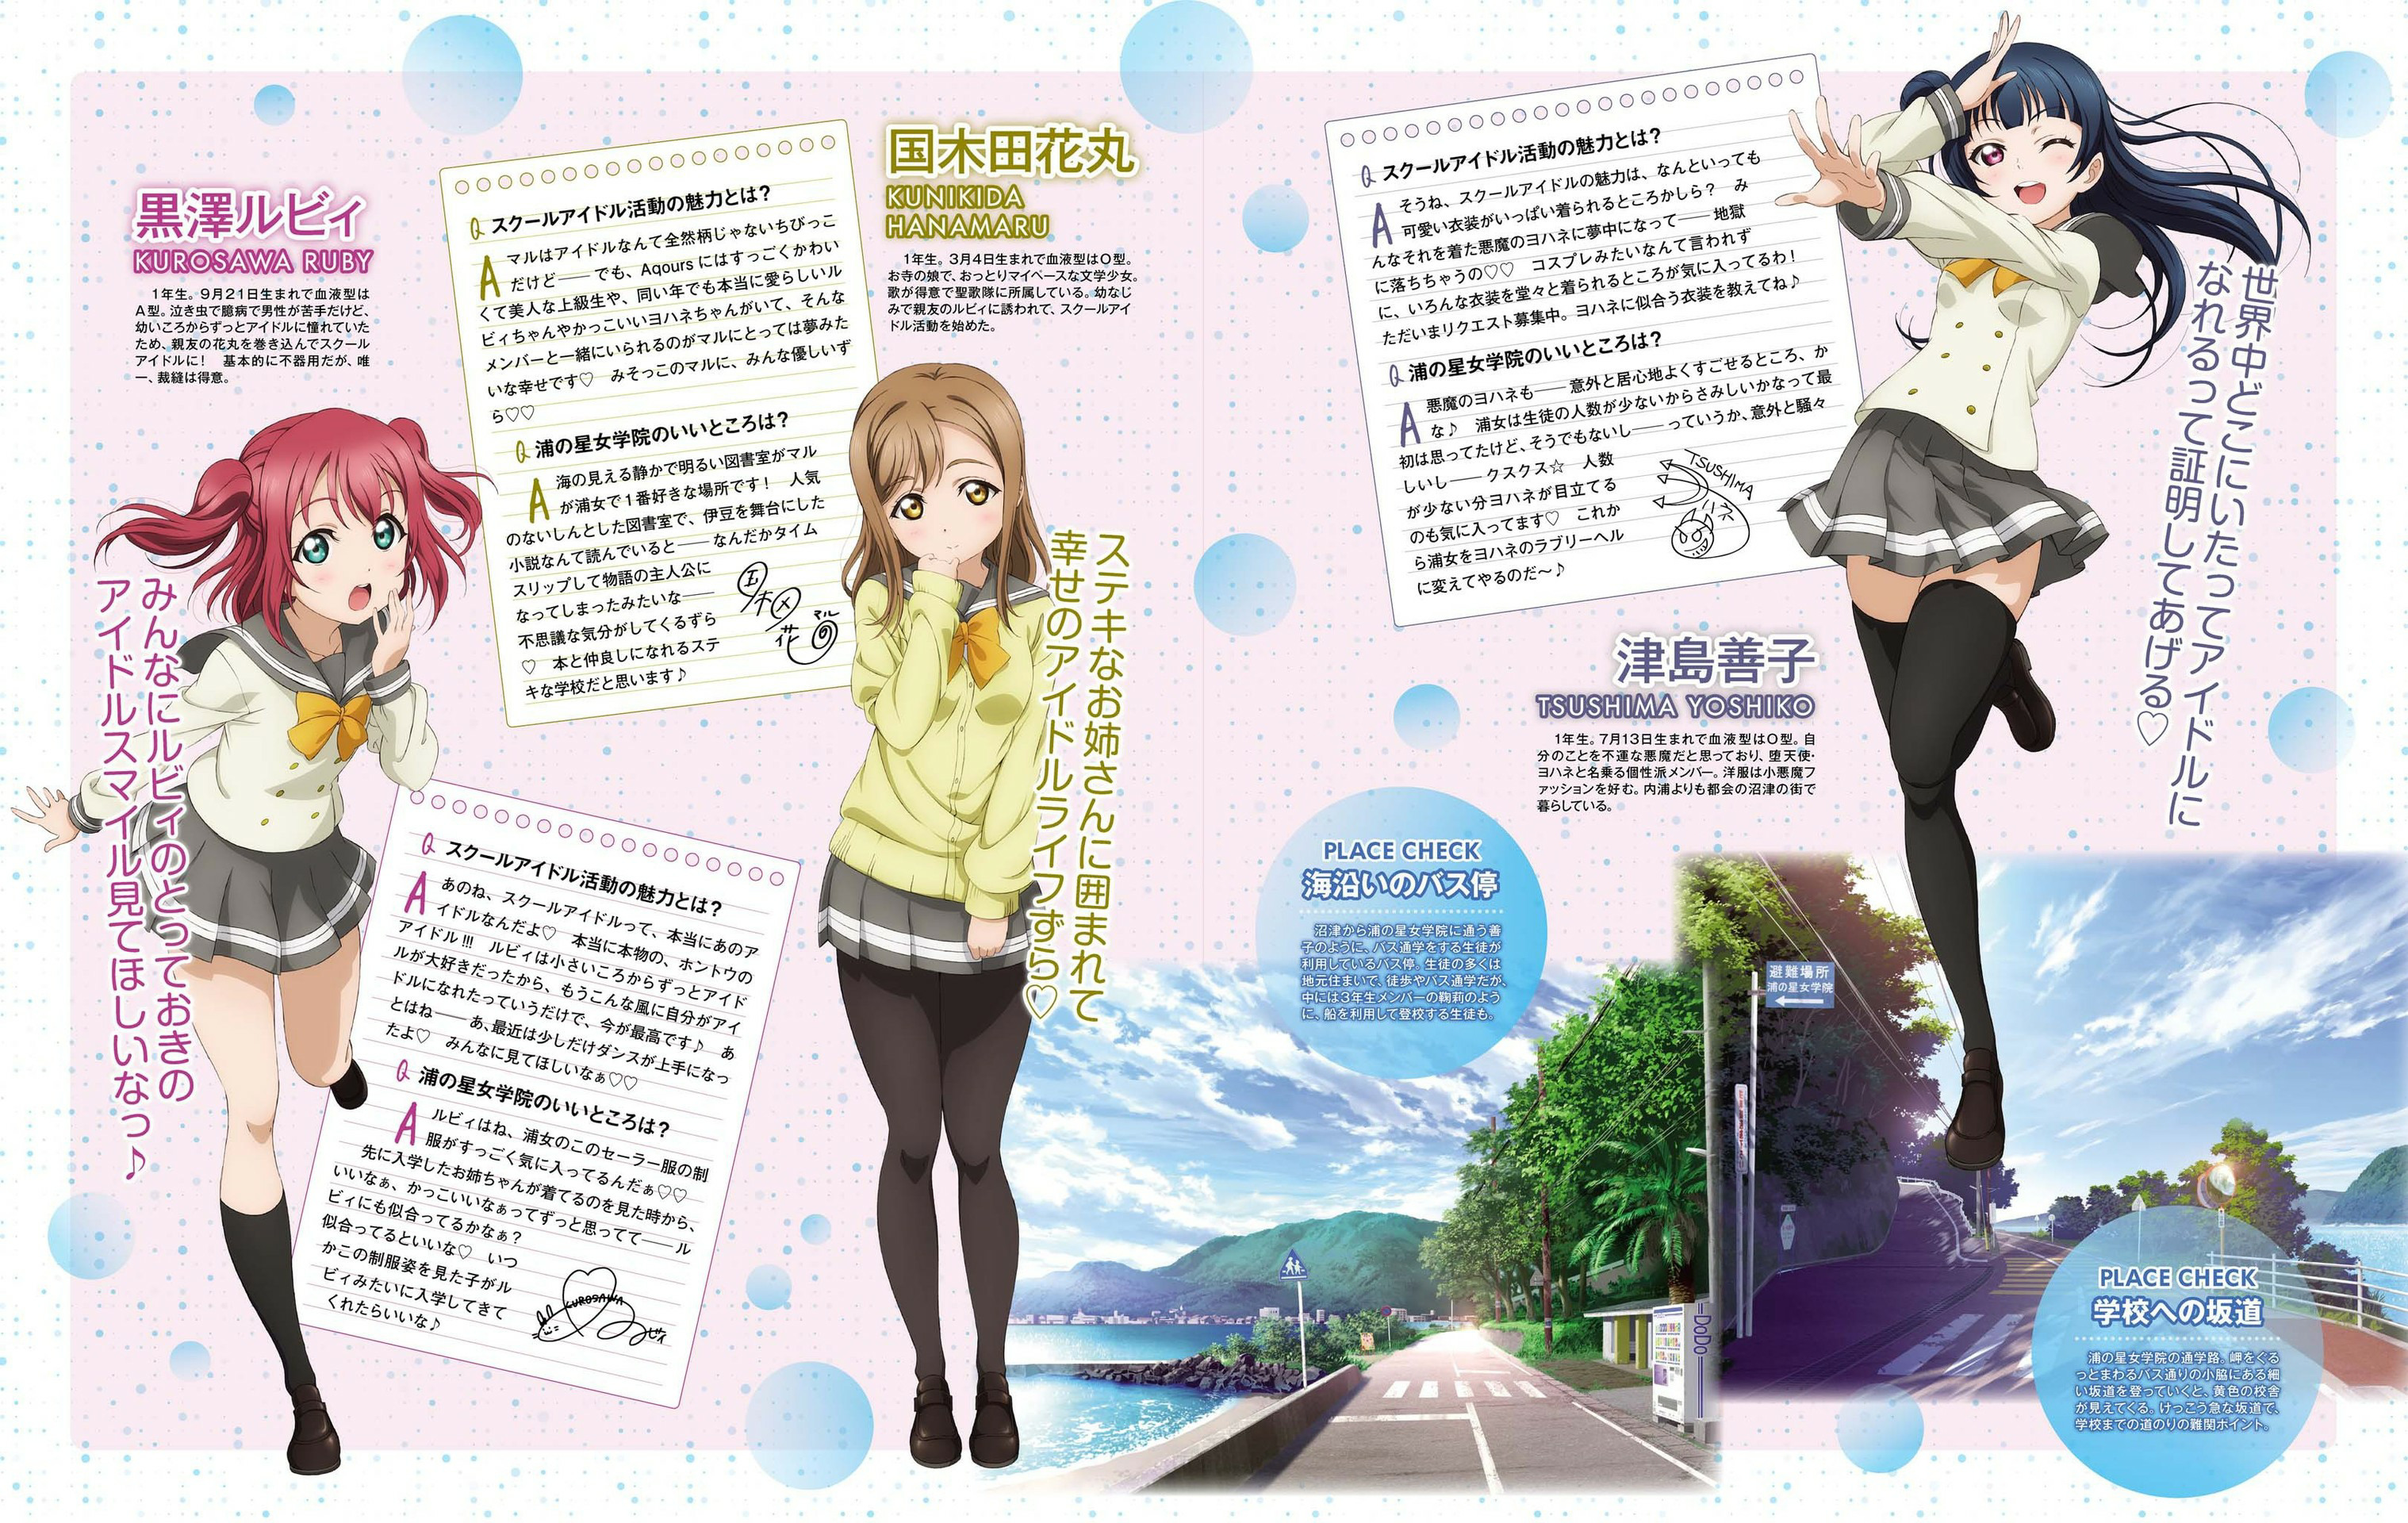 黒澤ルビィ
KUROSAWA RUBY
1年生。9月21日生まれで血液型は
A型。泣き虫で臆病で男性が苦手だけど、
幼いころからずっとアイドルに憧れていた
ため、親友の花丸を巻き込んでスクール
アイドルに！　基本的に不器用だが、唯
一、裁縫は得意。
みんなにルビィのとっておきの
アイドルスマイル見てほしいなっ♪
Q スクールアイドル活動の魅力とは?
A あのね、スクールアイドルって、本当にあのア
イドルなんだよ♡　本当に本物の、ホントウの
アイドル!!!　ルビィは小さいころからずっとアイド
ルが大好きだったから、もうこんな風に自分がアイ
ドルになれたっていうだけで、今が最高です♪　あ
とはね――あ、最近は少しだけダンスが上手になっ
たよ♡　みんなに見てほしいなぁ♡♡
Q 浦の星女学院のいいところは?
A ルビィはね、浦女のこのセーラー服の制
服がすっごく気に入ってるんだぁ♡♡
先に入学したお姉ちゃんが着てるのを見た時から、
いいなぁ、かっこいいなぁってずっと思ってて――ル
ビィにも似合ってるかなぁ?
似合ってるといいな♡　いつ
かこの制服姿を見た子がル
ビィみたいに入学してきて
くれたらいいな♪
KUROSAWA
ルビィ
国木田花丸
KUNIKIDA
HANAMARU
1年生。3月4日生まれで血液型はO型。
お寺の娘で、おっとりマイペースな文学少女。
歌が得意で聖歌隊に所属している。幼なじ
みで親友のルビィに誘われて、スクールアイ
ドル活動を始めた。
Q スクールアイドル活動の魅力とは?
A マルはアイドルなんて全然柄じゃないちびっこ
だけど――でも、Aqoursにはすっごくかわい
くて美人な上級生や、同い年でも本当に愛らしいル
ビィちゃんやかっこいいヨハネちゃんがいて、そんな
メンバーと一緒にいられるのがマルにとっては夢みた
いな幸せです♡　みそっこのマルに、みんな優しいず
ら♡♡
Q 浦の星女学院のいいところは?
A 海の見える静かで明るい図書室がマル
が浦女で1番好きな場所です！　人気
のないしんとした図書室で、伊豆を舞台にした
小説なんて読んでいると――なんだかタイム
スリップして物語の主人公に
なってしまったみたいな――
不思議な気分がしてくるずら
♡　本と仲良しになれるステ
キな学校だと思います♪
木
花
マル
ステキなお姉さんに囲まれて
幸せのアイドルライフずら♡
Q スクールアイドル活動の魅力とは?
A そうね、スクールアイドルの魅力は、なんといっても
可愛い衣装がいっぱい着られるところかしら?　み
んなそれを着た悪魔のヨハネに夢中になって――地獄
に落ちちゃうの♡♡　コスプレみたいなんて言われず
に、いろんな衣装を堂々と着られるところが気に入ってるわ！
ただいまリクエスト募集中。ヨハネに似合う衣装を教えてね♪
Q 浦の星女学院のいいところは?
A 悪魔のヨハネも――意外と居心地よくすごせるところ、か
な♪　浦女は生徒の人数が少ないからさみしいかなって最
初は思ってたけど、そうでもないし――っていうか、意外と騒々
しいし――クスクス☆　人数
が少ない分ヨハネが目立てる
のも気に入ってます♡　これか
ら浦女をヨハネのラブリーヘル
に変えてやるのだ～♪
TSUSHIMA
ヨハネ
津島善子
TSUSHIMA YOSHIKO
1年生。7月13日生まれで血液型はO型。自
分のことを不運な悪魔だと思っており、堕天使・
ヨハネと名乗る個性派メンバー。洋服は小悪魔フ
ァッションを好む。内浦よりも都会の沼津の街で
暮らしている。
世界中どこにいたってアイドルに
なれるって証明してあげる♡
PLACE CHECK
海沿いのバス停
沼津から浦の星女学院に通う善
子のように、バス通学をする生徒が
利用しているバス停。生徒の多くは
地元住まいで、徒歩やバス通学だが、
中には3年生メンバーの鞠莉のよう
に、船を利用して登校する生徒も。
避難場所
浦の星女学院
DoDo
PLACE CHECK
学校への坂道
浦の星女学院の通学路。岬をぐる
っとまわるバス通りの小脇にある細
い坂道を登っていくと、黄色の校舎
が見えてくる。けっこう急な坂道で、
学校までの道のりの難関ポイント。